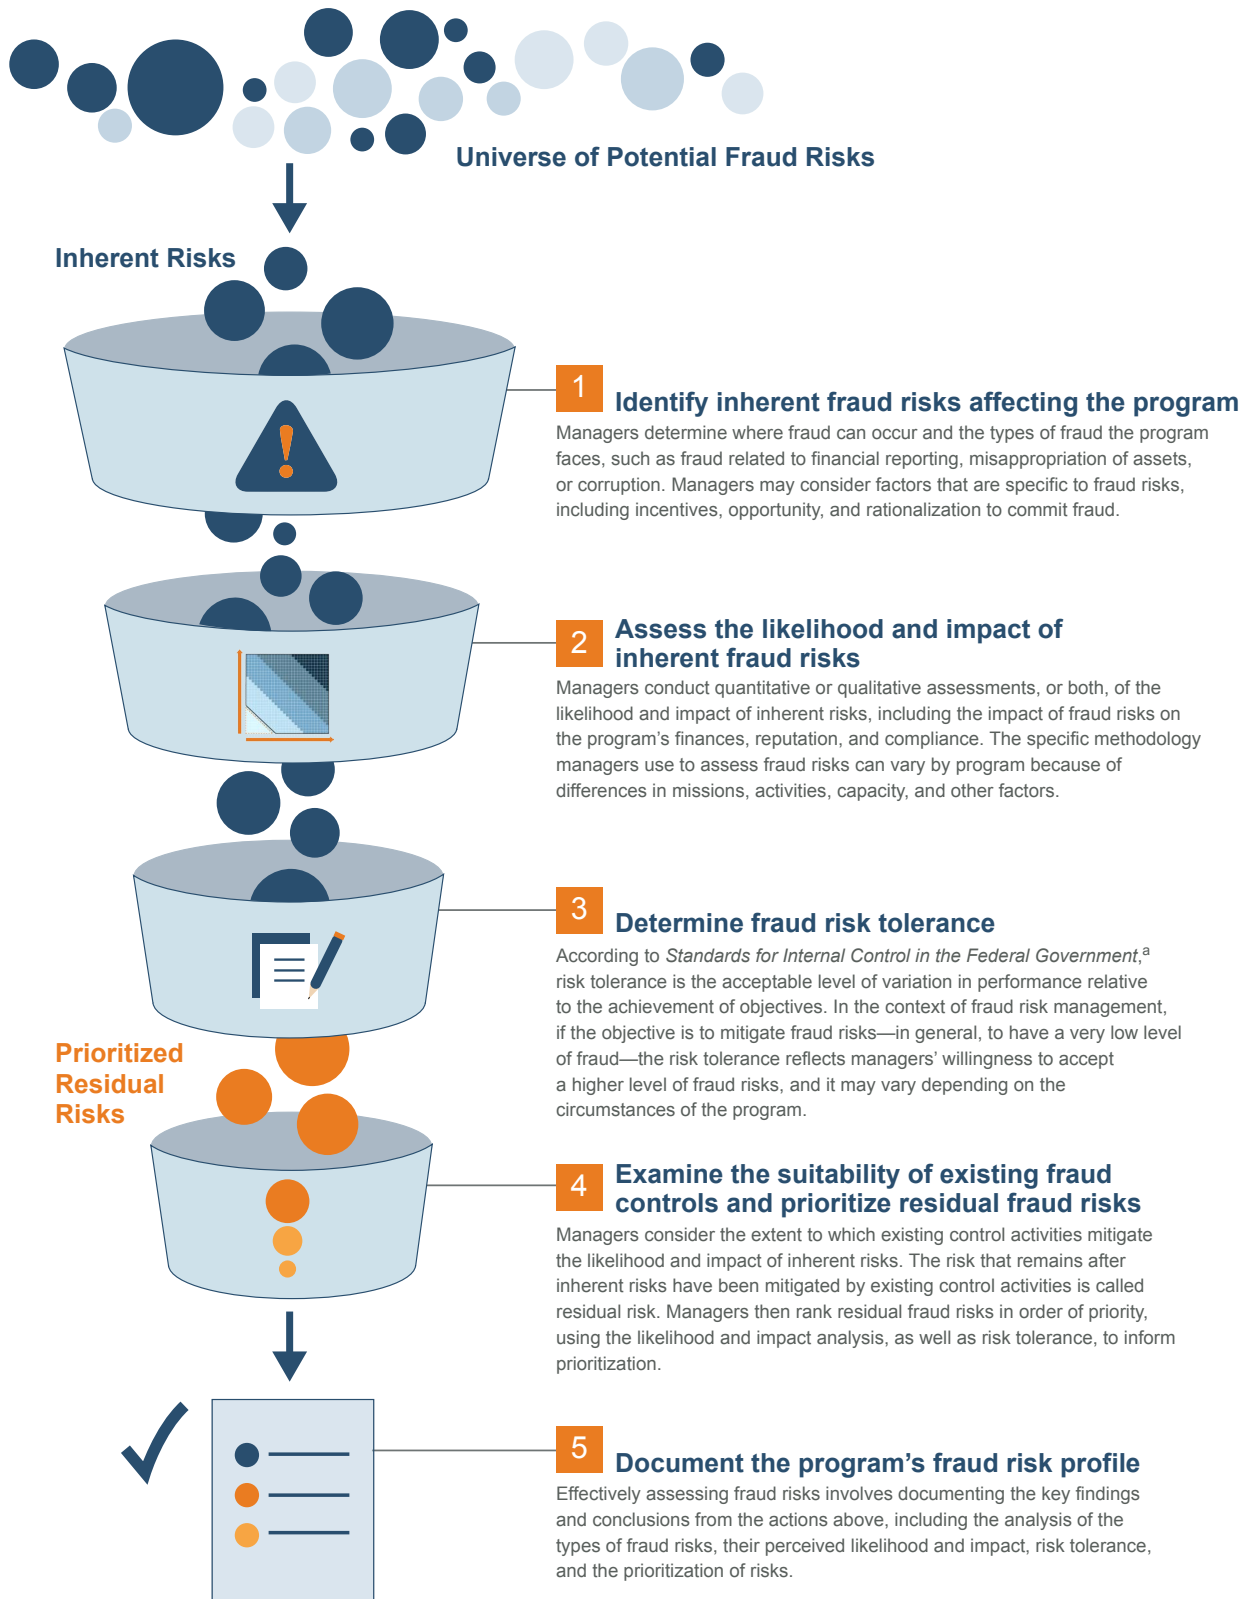 Universe of Potential Fraud Risks
Inherent Risks
1
Identify inherent fraud risks affecting the program
Managers determine where fraud can occur and the types of fraud the program
faces, such as fraud related to financial reporting, misappropriation of assets,
or corruption. Managers may consider factors that are specific to fraud risks,
including incentives, opportunity, and rationalization to commit fraud.
2
Assess the likelihood and impact of
inherent fraud risks
Managers conduct quantitative or qualitative assessments, or both, of the
likelihood and impact of inherent risks, including the impact of fraud risks on
the program's finances, reputation, and compliance. The specific methodology
managers use to assess fraud risks can vary by program because of
differences in missions, activities, capacity, and other factors.
3
Determine fraud risk tolerance
According to Standards for Internal Control in the Federal Government,a
risk tolerance is the acceptable level of variation in performance relative
to the achievement of objectives. In the context of fraud risk management,
if the objective is to mitigate fraud risks—in general, to have a very low level
of fraud—the risk tolerance reflects managers' willingness to accept
a higher level of fraud risks, and it may vary depending on the
circumstances of the program.
Prioritized
Residual
Risks
4
Examine the suitability of existing fraud
controls and prioritize residual fraud risks
Managers consider the extent to which existing control activities mitigate
the likelihood and impact of inherent risks. The risk that remains after
inherent risks have been mitigated by existing control activities is called
residual risk. Managers then rank residual fraud risks in order of priority,
using the likelihood and impact analysis, as well as risk tolerance, to inform
prioritization.
5
Document the program's fraud risk profile
Effectively assessing fraud risks involves documenting the key findings
and conclusions from the actions above, including the analysis of the
types of fraud risks, their perceived likelihood and impact, risk tolerance,
and the prioritization of risks.